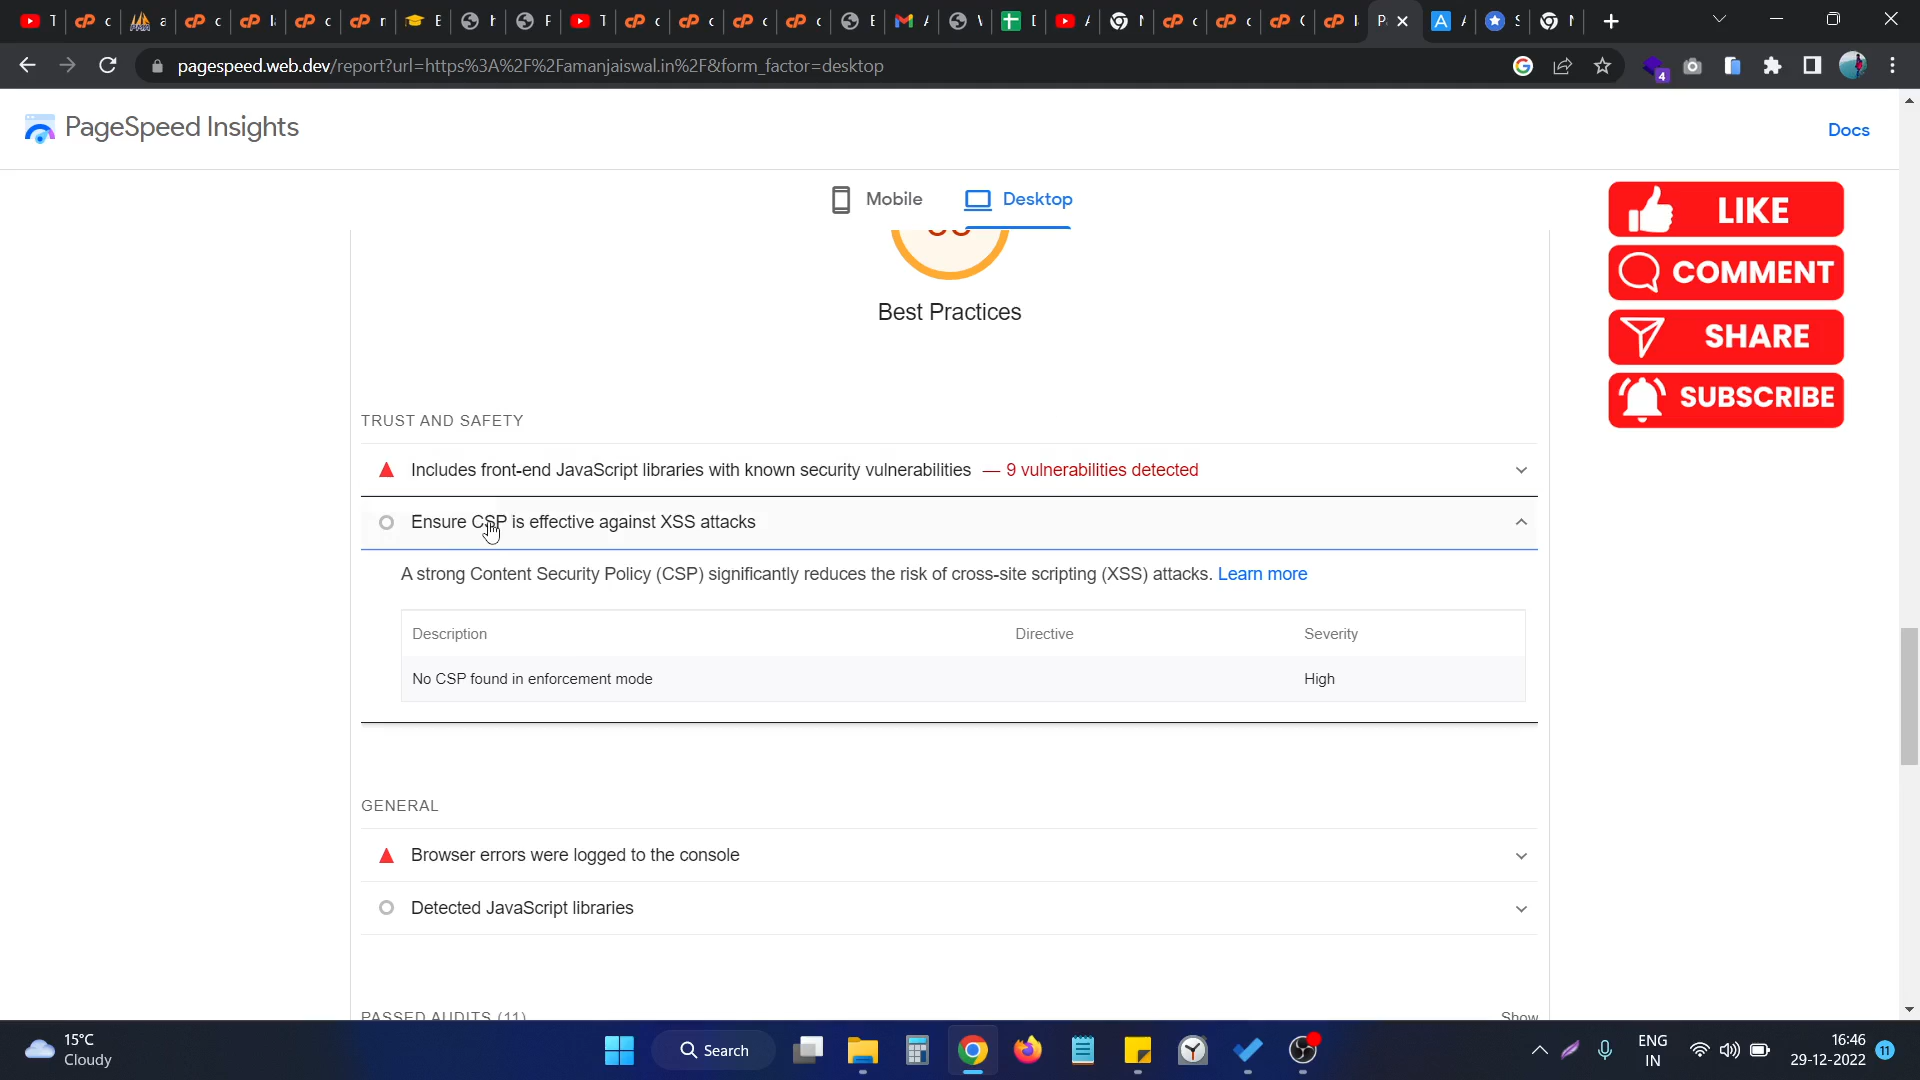 pagespeed.web.dev/report?url=https%3A%2F%2Famanjaiswal.in%2F&form_factor=desktop
4
PageSpeed Insights
Docs
Mobile
Desktop
LIKE
COMMENT
SHARE
SUBSCRIBE
Best Practices
TRUST AND SAFETY
Includes front-end JavaScript libraries with known security vulnerabilities — 9 vulnerabilities detected
Ensure CSP is effective against XSS attacks
A strong Content Security Policy (CSP) significantly reduces the risk of cross-site scripting (XSS) attacks. Learn more
Description Directive Severity
No CSP found in enforcement mode High
GENERAL
Browser errors were logged to the console
Detected JavaScript libraries
PASSED AUDITS (11) Show
15°C
Cloudy
Search
ENG
IN
16:46
29-12-2022
11